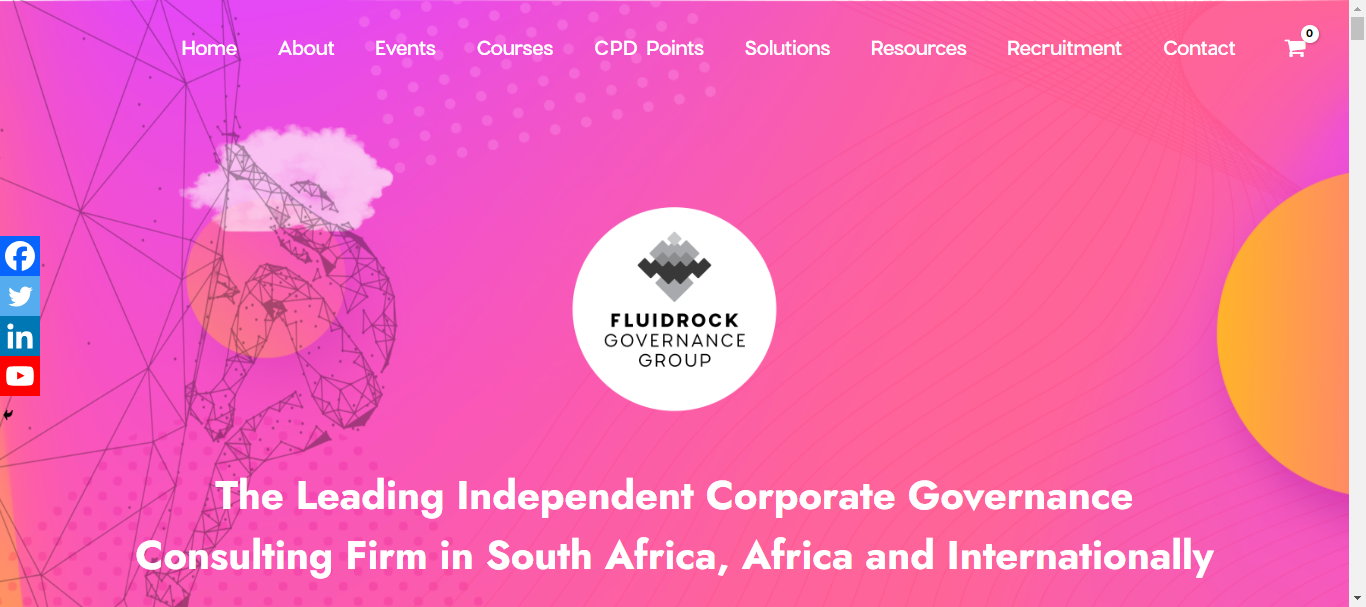 Home About Events Courses CPD Points Solutions Resources Recruitment Contact 0
FLUIDROCK
GOVERNANCE
GROUP
in
The Leading Independent Corporate Governance
Consulting Firm in South Africa, Africa and Internationally